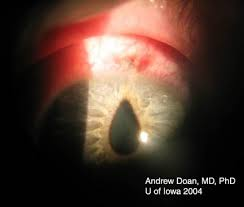 Andrew Doan, MD, PhD
U of Iowa 2004